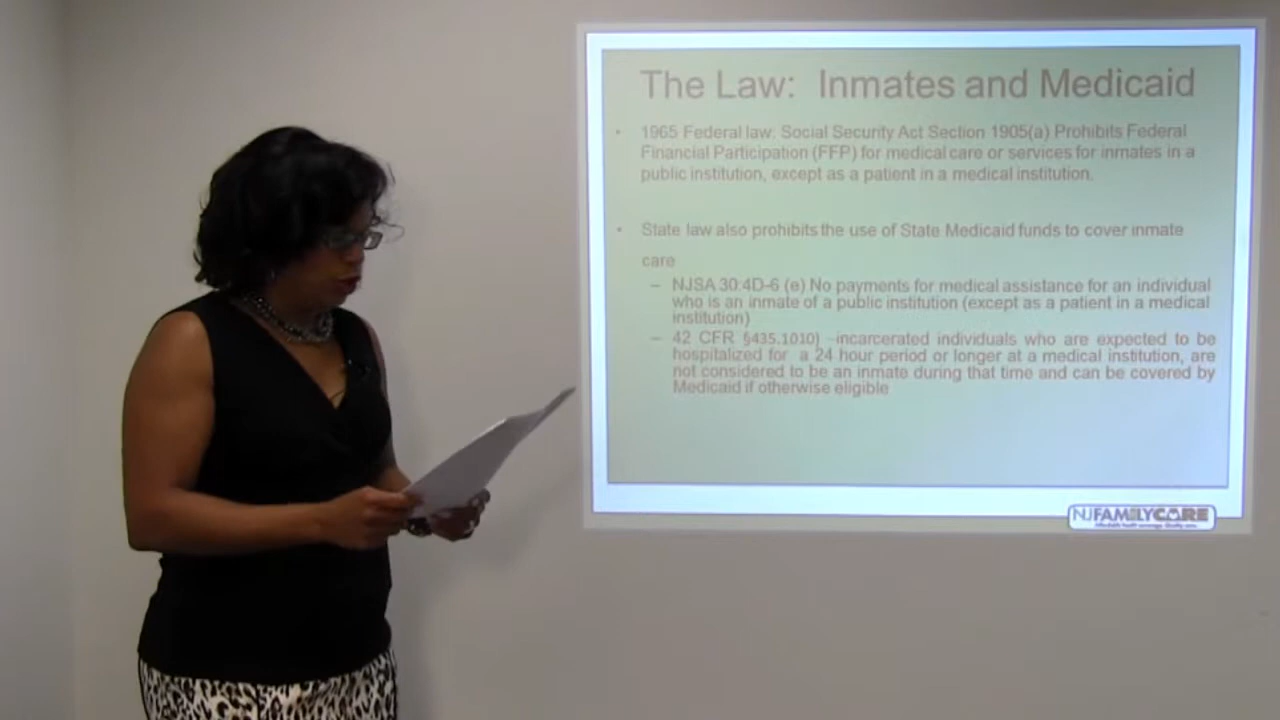 The Law: Inmates and Medicaid
• 1965 Federal law: Social Security Act Section 1905(a) Prohibits Federal
Financial Participation (FFP) for medical care or services for inmates in a
public institution, except as a patient in a medical institution.
• State law also prohibits the use of State Medicaid funds to cover inmate
care
– NJSA 30:4D-6 (e) No payments for medical assistance for an individual
who is an inmate of a public institution (except as a patient in a medical
institution)
– 42 CFR §435.1010) -incarcerated individuals who are expected to be
hospitalized for a 24 hour period or longer at a medical institution, are
not considered to be an inmate during that time and can be covered by
Medicaid if otherwise eligible
NJFAMILYCARE
Affordable health coverage. Quality care.